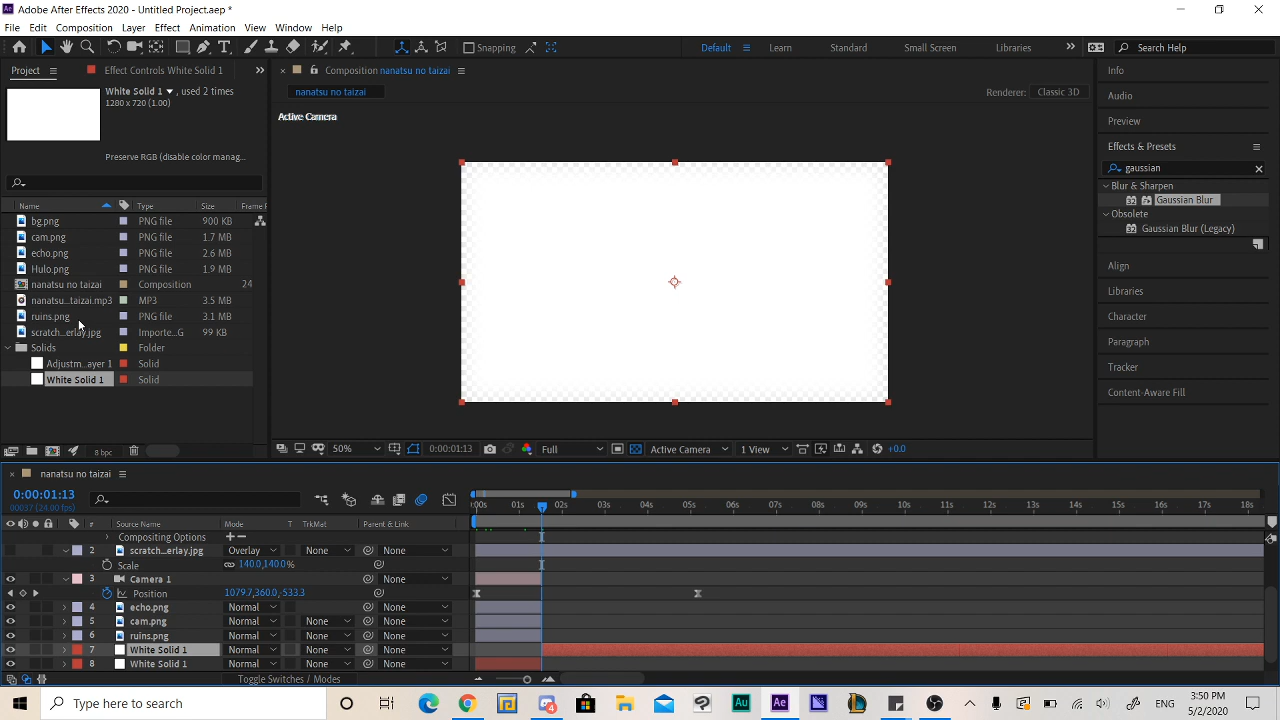 Adobe After Effects 2020 - Untitled Project.aep *
File Edit Composition Layer Effect Animation View Window Help
Snapping Default Learn Standard Small Screen Libraries Search Help
Project Effect Controls White Solid 1
Composition nanatsu no taizai
White Solid 1 , used 2 times
1280 x 720 (1.00)
Preserve RGB (disable color manag...
nanatsu no taizai
Renderer: Classic 3D
Active Camera
Name Type Size Frame R
bg.png PNG file 900 KB
cam.png PNG file 1.7 MB
echo.png PNG file 2.6 MB
Hulo.png PNG file 1.9 MB
nanatsu no taizai Composition 24
nanatsu...taizai.mp3 MP3 3.5 MB
ruins.png PNG file 3.1 MB
scratch...erlay.jpg Importe...G 99 KB
Solids Folder
Adjustm...ayer 1 Solid
White Solid 1 Solid
8 bpc
50% 0:00:01:13 Full Active Camera 1 View +0.0
Info
Audio
Preview
Effects & Presets
gaussian
Blur & Sharpen
Gaussian Blur
Obsolete
Gaussian Blur (Legacy)
Align
Libraries
Character
Paragraph
Tracker
Content-Aware Fill
nanatsu no taizai
0:00:01:13
00037 (24.00 fps)
:00s 01s 02s 03s 04s 05s 06s 07s 08s 09s 10s 11s 12s 13s 14s 15s 16s 17s 18s
# Source Name Mode T TrkMat Parent & Link
Compositing Options
2 scratch...erlay.jpg Overlay None None
Scale 140.0,140.0%
3 Camera 1 None
Position 1079.7,360.0,-533.3
4 echo.png Normal None None
5 cam.png Normal None None
6 ruins.png Normal None None
7 White Solid 1 Normal None None
8 White Solid 1 Normal None None
Toggle Switches / Modes
Type here to search
4
Au
Ae
3:50 PM
5/2/2020